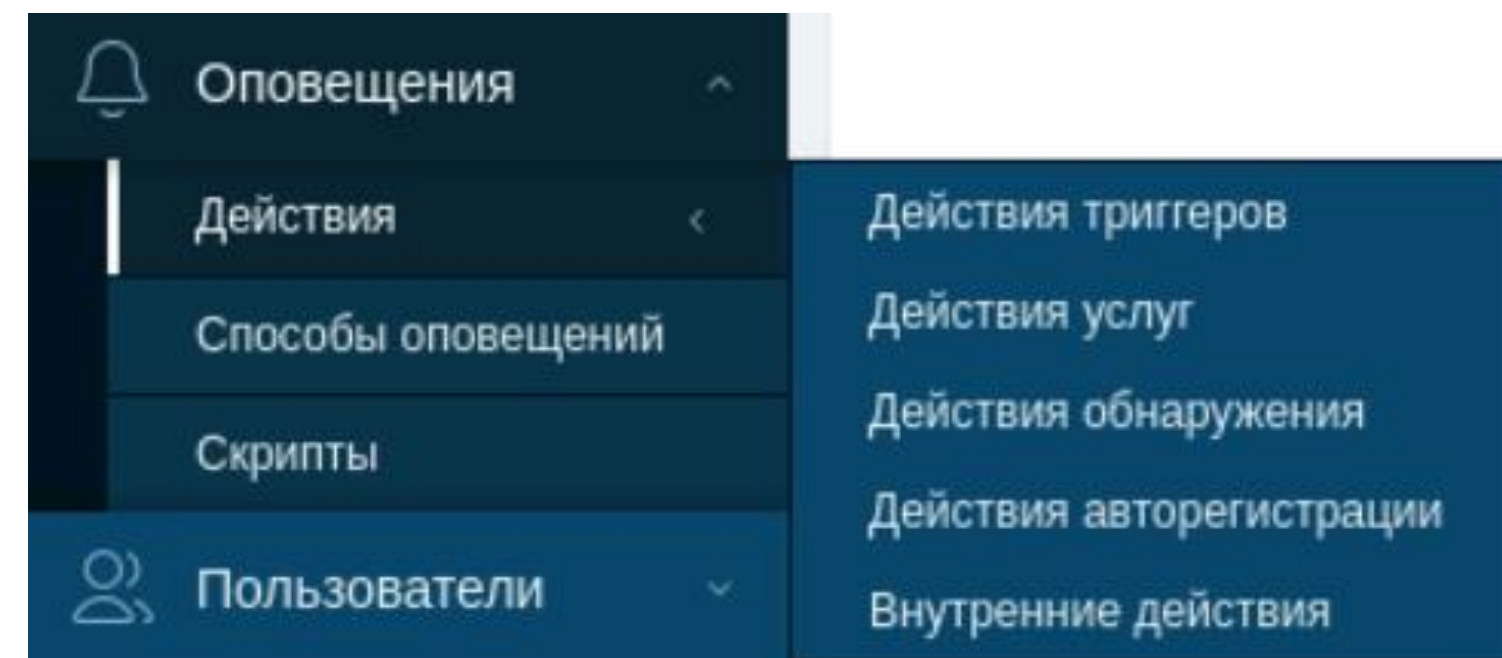 Оповещения
Действия
Способы оповещений
Скрипты
Пользователи
Действия триггеров
Действия услуг
Действия обнаружения
Действия авторегистрации
Внутренние действия